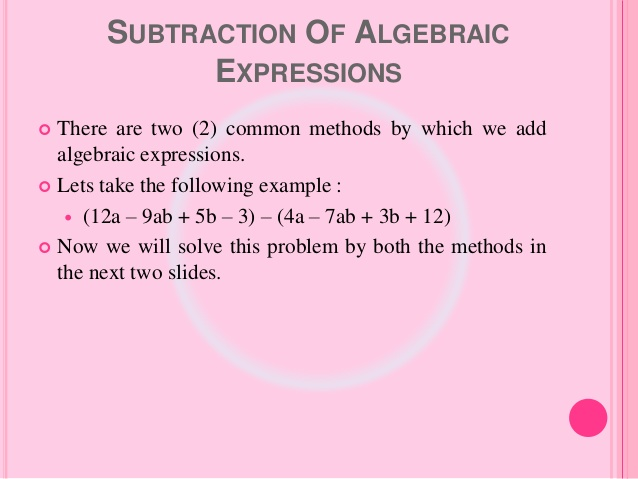 SUBTRACTION OF ALGEBRAIC
EXPRESSIONS
There are two (2) common methods by which we add
algebraic expressions.
Lets take the following example :
(12a – 9ab + 5b – 3) – (4a – 7ab + 3b + 12)
Now we will solve this problem by both the methods in
the next two slides.